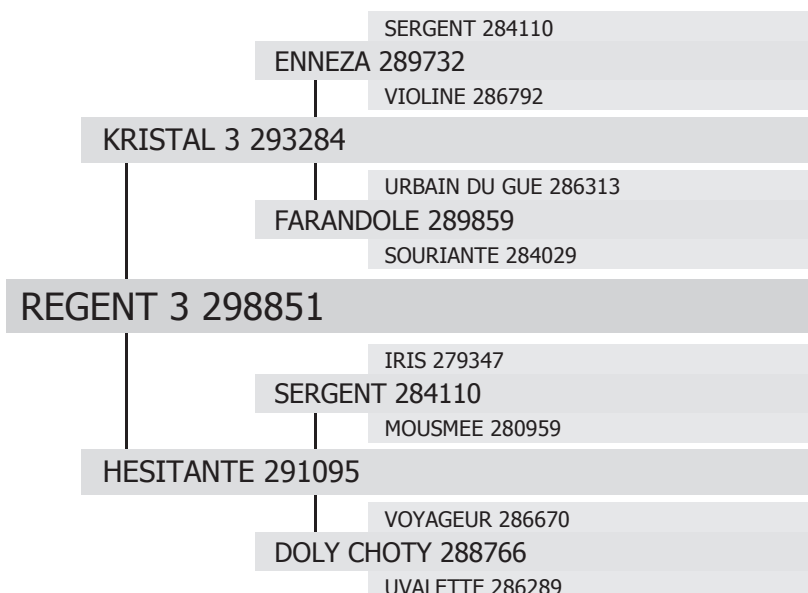 SERGENT 284110
ENNEZA 289732
VIOLINE 286792
KRISTAL 3 293284
URBAIN DU GUE 286313
FARANDOLE 289859
SOURIANTE 284029
REGENT 3 298851
IRIS 279347
SERGENT 284110
MOUSMEE 280959
HESITANTE 291095
VOYAGEUR 286670
DOLY CHOTY 288766
UVALETTE 286289